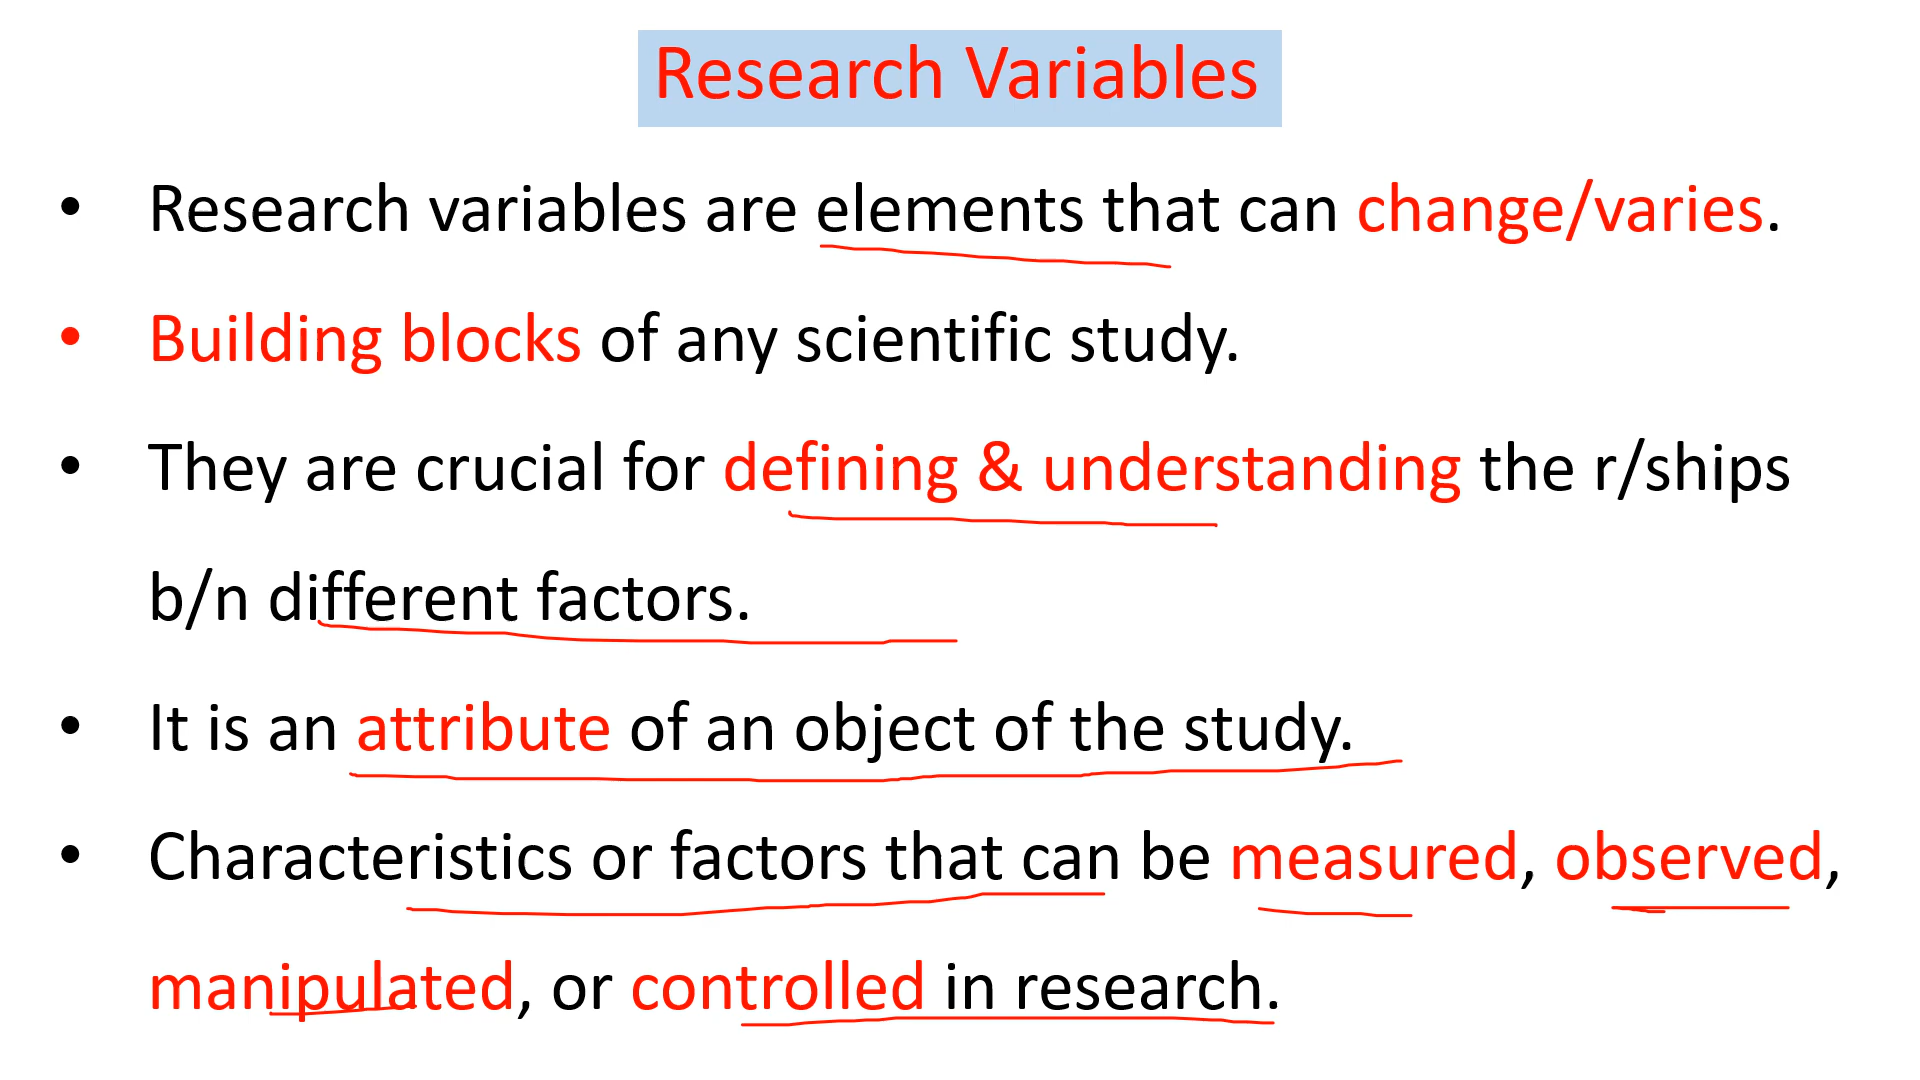 Research Variables
• Research variables are elements that can change/varies.
• Building blocks of any scientific study.
• They are crucial for defining & understanding the r/ships
b/n different factors.
• It is an attribute of an object of the study.
• Characteristics or factors that can be measured, observed,
manipulated, or controlled in research.